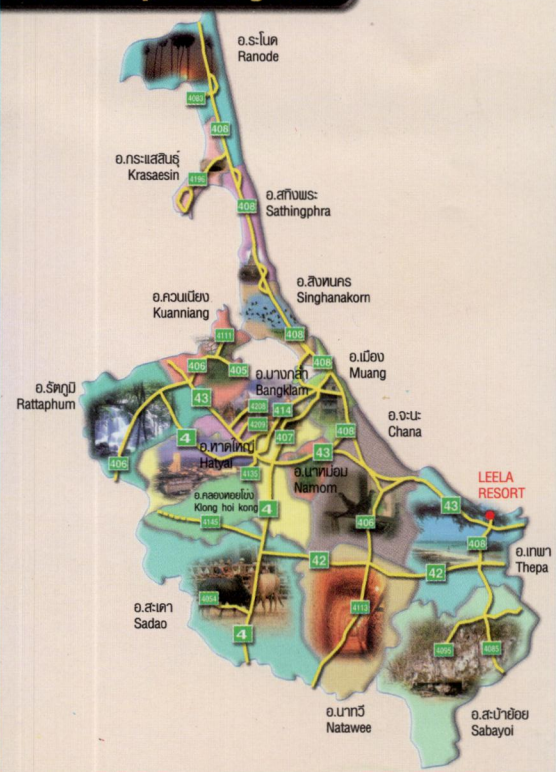 อ.ระโนด
Ranode
4083
408
อ.กระแสสินธุ์
Krasaesin
4196
408
อ.สทิงพระ
Sathingphra
อ.สิงหนคร
Singhanakorn
อ.ควนเนียง
Kuanniang
4111
408
408
406
405
อ.บางกล่ำ
Bangklam
อ.เมือง
Muang
อ.รัตภูมิ
Rattaphum
43
4208
414
4209
407
408
อ.จะนะ
Chana
4
อ.หาดใหญ่
Hatyai
43
406
4135
อ.นาหม่อม
Namom
LEELA
RESORT
อ.คลองหอยโข่ง
Klong hoi kong
4
43
4145
406
408
อ.เทพา
Thepa
42
42
4054
4113
อ.สะเดา
Sadao
4
4095
4085
อ.นาทวี
Natawee
อ.สะบ้าย้อย
Sabayoi